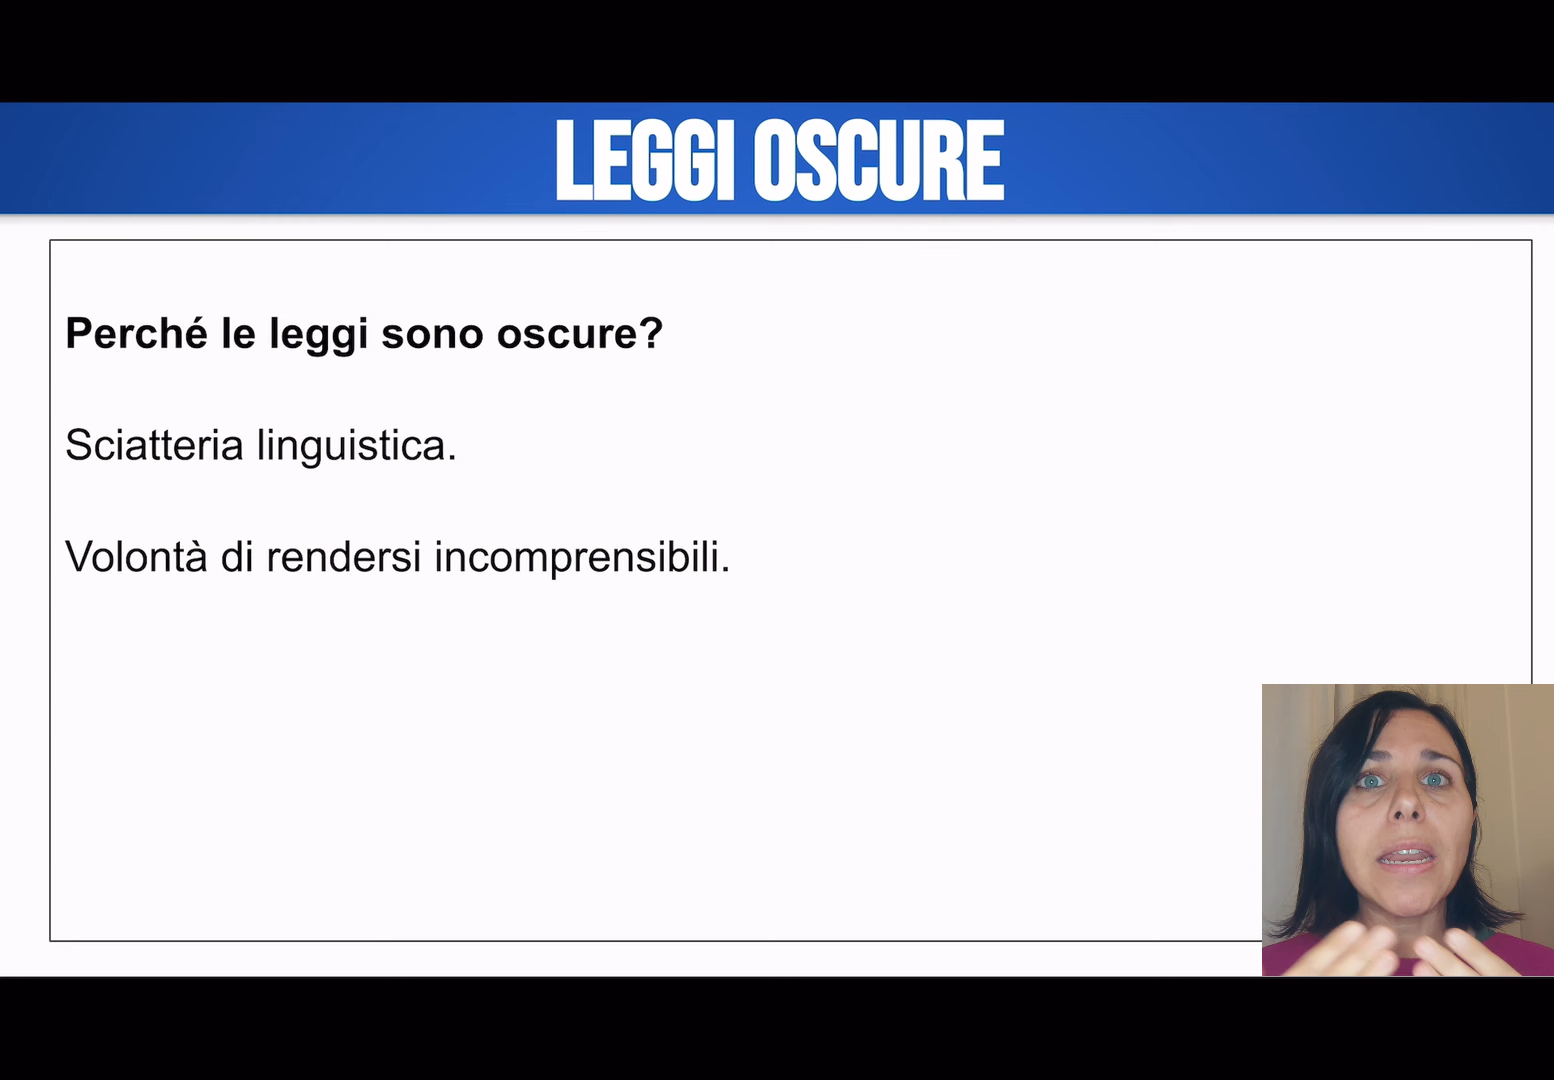 LEGGI OSCURE
Perché le leggi sono oscure?
Sciatteria linguistica.
Volontà di rendersi incomprensibili.